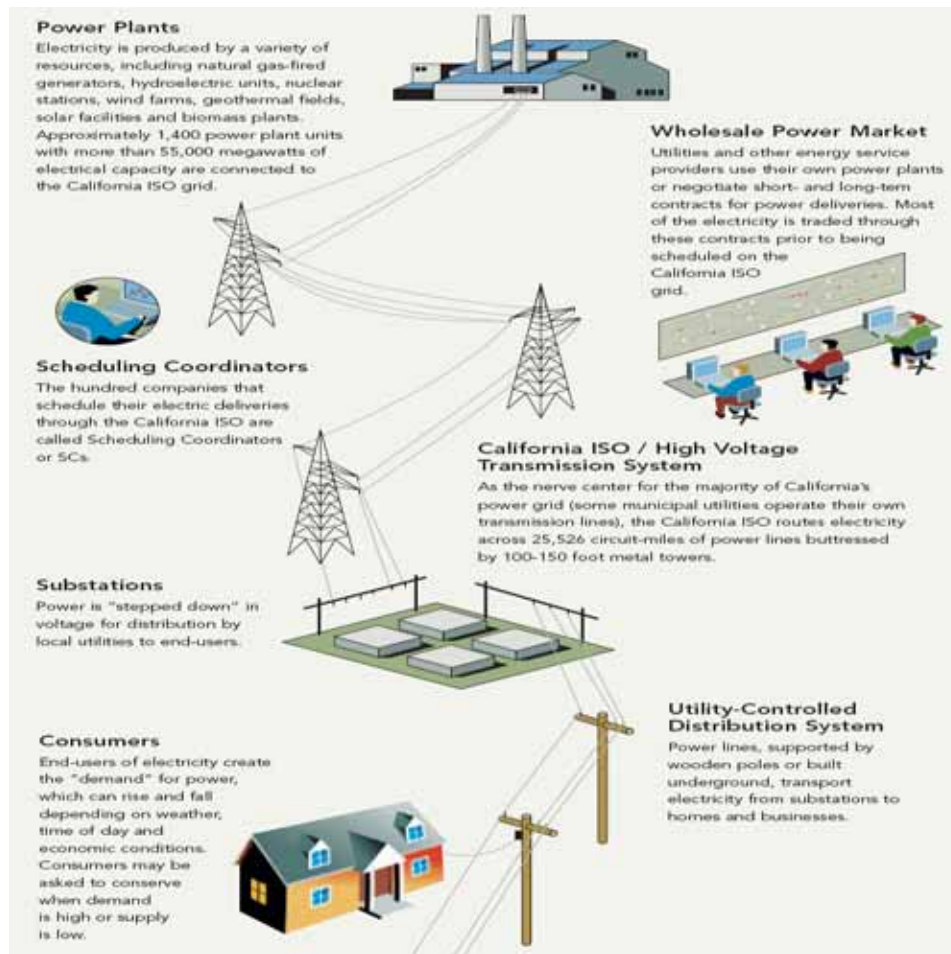 Power Plants
Electricity is produced by a variety of
resources, including natural gas-fired
generators, hydroelectric units, nuclear
stations, wind farms, geothermal fields,
solar facilities and biomass plants.
Approximately 1,400 power plant units
with more than 55,000 megawatts of
electrical capacity are connected to
the California ISO grid.
Wholesale Power Market
Utilities and other energy service
providers use their own power plants
or negotiate short- and long-term
contracts for power deliveries. Most
of the electricity is traded through
these contracts prior to being
scheduled on the
California ISO
grid.
Scheduling Coordinators
The hundred companies that
schedule their electric deliveries
through the California ISO are
called Scheduling Coordinators
or SCs.
California ISO / High Voltage
Transmission System
As the nerve center for the majority of California's
power grid (some municipal utilities operate their own
transmission lines), the California ISO routes electricity
across 25,526 circuit-miles of power lines buttressed
by 100-150 foot metal towers.
Substations
Power is "stepped down" in
voltage for distribution by
local utilities to end-users.
Utility-Controlled
Distribution System
Power lines, supported by
wooden poles or built
underground, transport
electricity from substations to
homes and businesses.
Consumers
End-users of electricity create
the "demand" for power,
which can rise and fall
depending on weather,
time of day and
economic conditions.
Consumers may be
asked to conserve
when demand
is high or supply
is low.